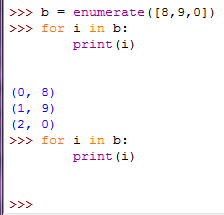 >>> b = enumerate([8,9,0])
>>> for i in b:
        print(i)
(0, 8)
(1, 9)
(2, 0)
>>> for i in b:
        print(i)
>>>